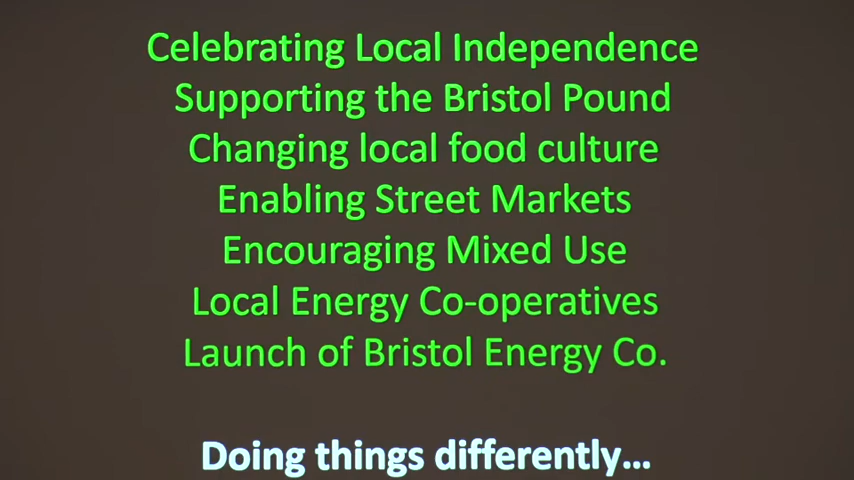 Celebrating Local Independence
Supporting the Bristol Pound
Changing local food culture
Enabling Street Markets
Encouraging Mixed Use
Local Energy Co-operatives
Launch of Bristol Energy Co.
Doing things differently...